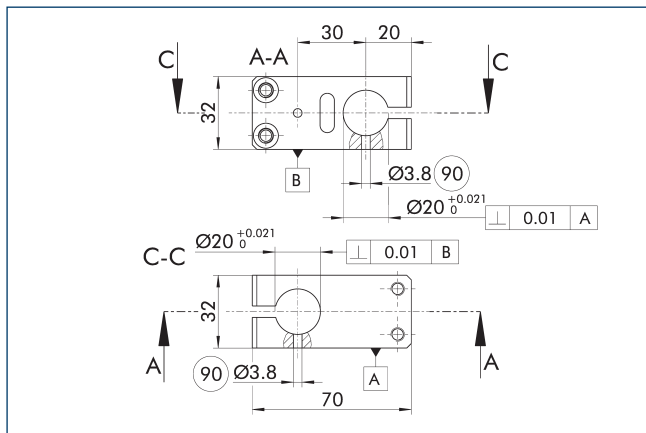 30 20
C A-A C
32
B
Ø3.8 90
Ø20 +0.021 0
⊥ 0.01 A
Ø20 +0.021 0
⊥ 0.01 B
C-C
32
A A
90 Ø3.8
A
70